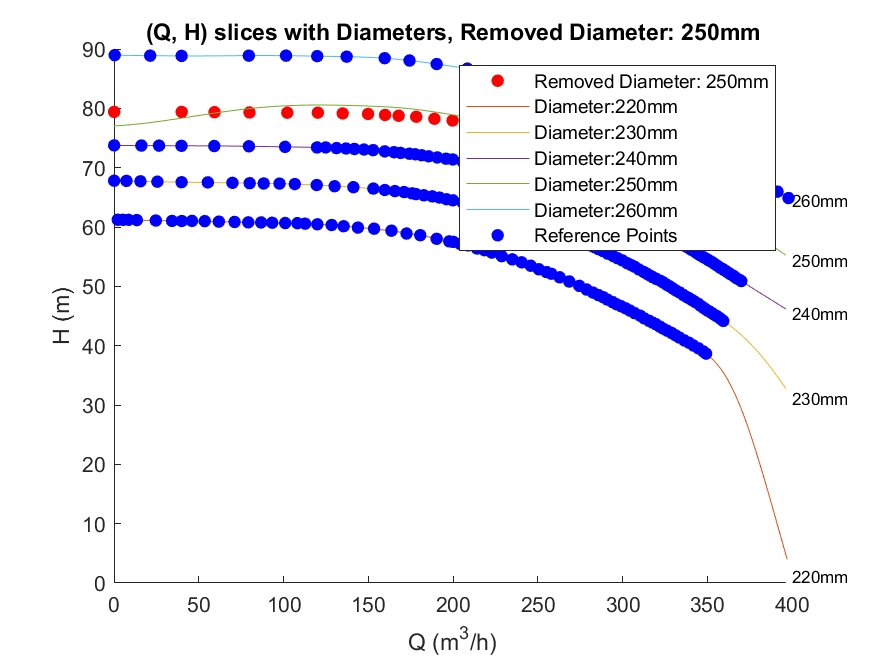 (Q, H) slices with Diameters, Removed Diameter: 250mm
90
80
70
60
50
40
30
20
10
0
H (m)
Removed Diameter: 250mm
Diameter:220mm
Diameter:230mm
Diameter:240mm
Diameter:250mm
Diameter:260mm
Reference Points
260mm
250mm
240mm
230mm
220mm
0 50 100 150 200 250 300 350 400
Q (m³/h)